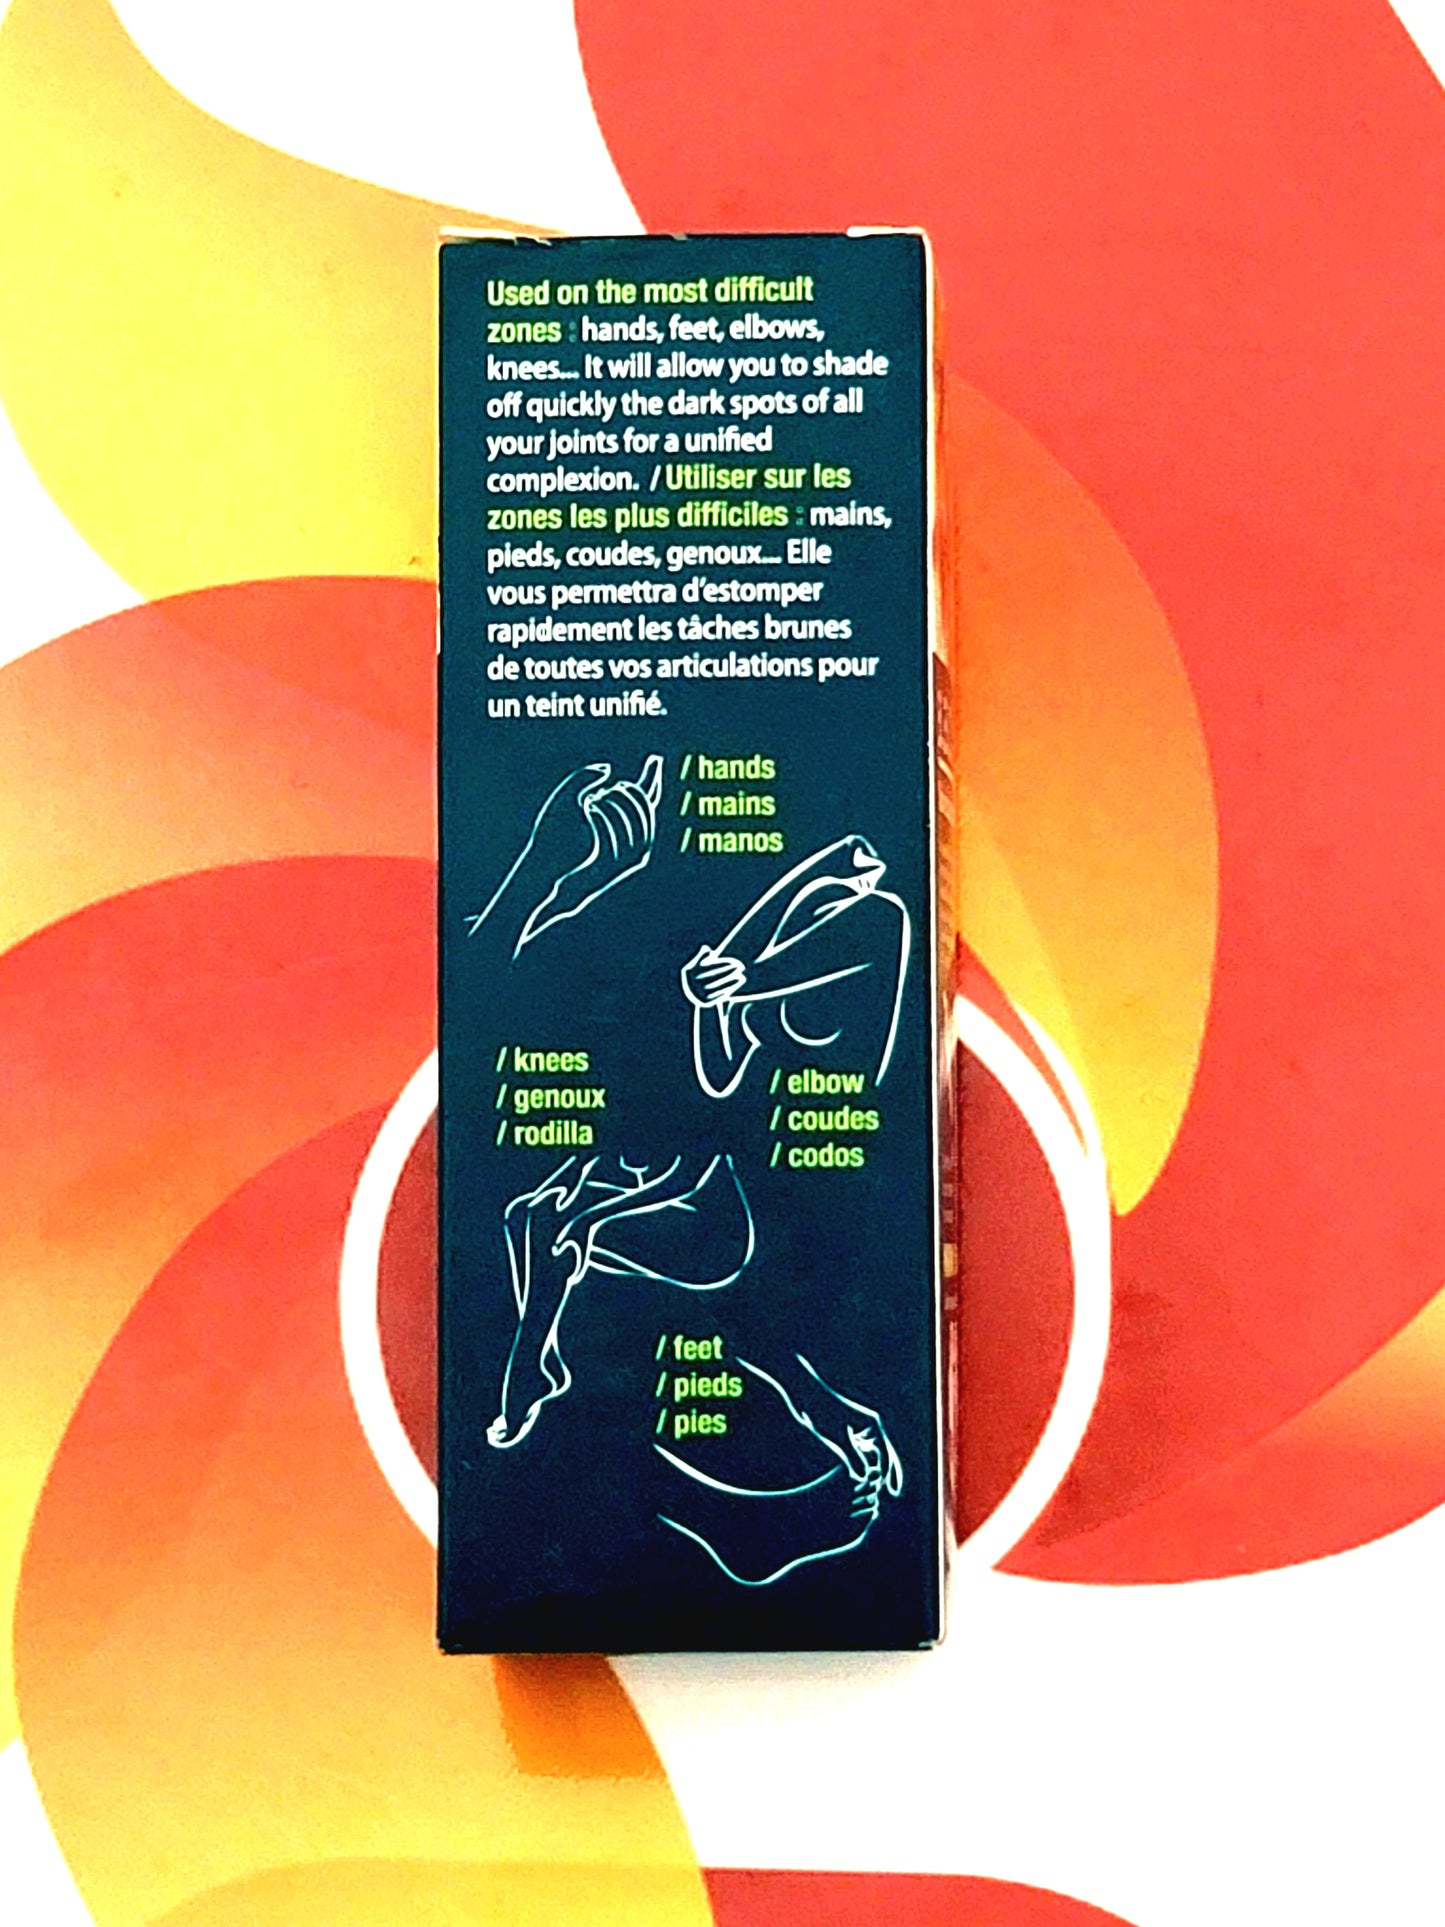 Used on the most difficult
zones : hands, feet, elbows,
knees... It will allow you to shade
off quickly the dark spots of all
your joints for a unified
complexion. / Utiliser sur les
zones les plus difficiles : mains,
pieds, coudes, genoux... Elle
vous permettra d'estomper
rapidement les tâches brunes
de toutes vos articulations pour
un teint unifié.
/ hands
/ mains
/ manos
/ knees
/ genoux
/ rodilla
/ elbow
/ coudes
/ codos
/ feet
/ pieds
/ pies